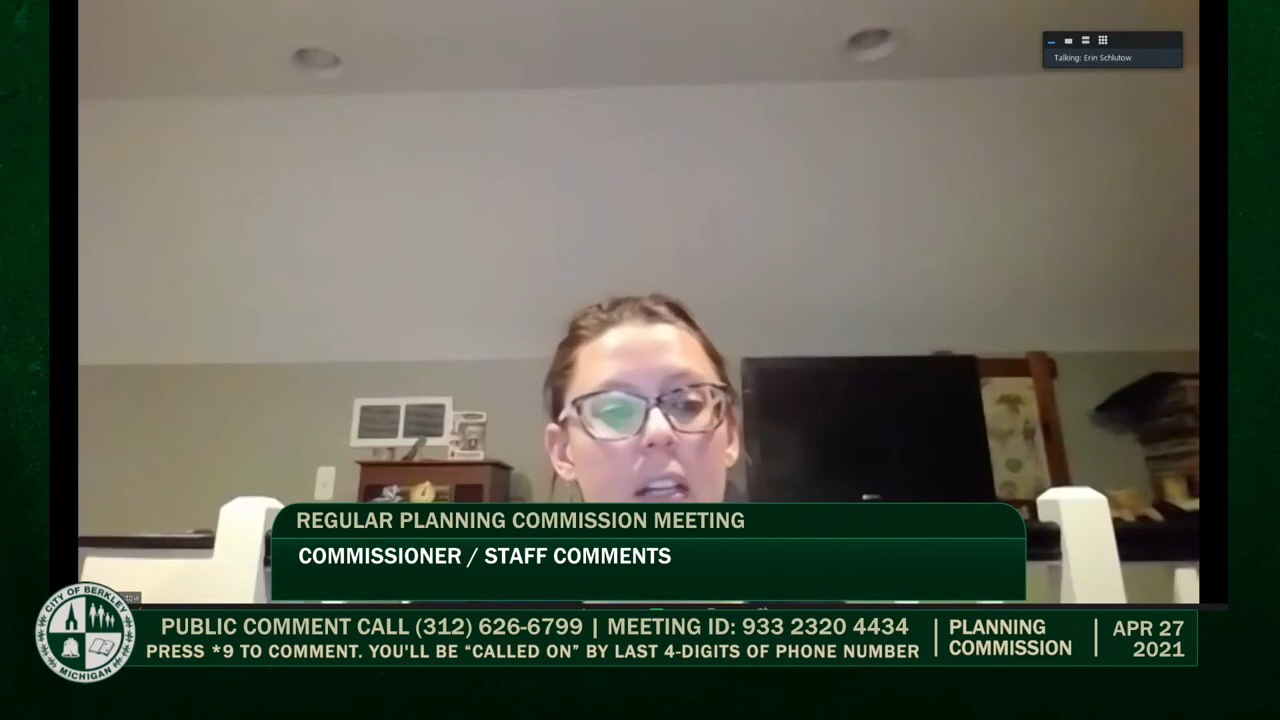 Talking: Erin Schlutow
REGULAR PLANNING COMMISSION MEETING
COMMISSIONER / STAFF COMMENTS
CITY OF BERKLEY
MICHIGAN
PUBLIC COMMENT CALL (312) 626-6799 | MEETING ID: 933 2320 4434
PRESS *9 TO COMMENT. YOU'LL BE “CALLED ON” BY LAST 4-DIGITS OF PHONE NUMBER
PLANNING
COMMISSION
APR 27
2021